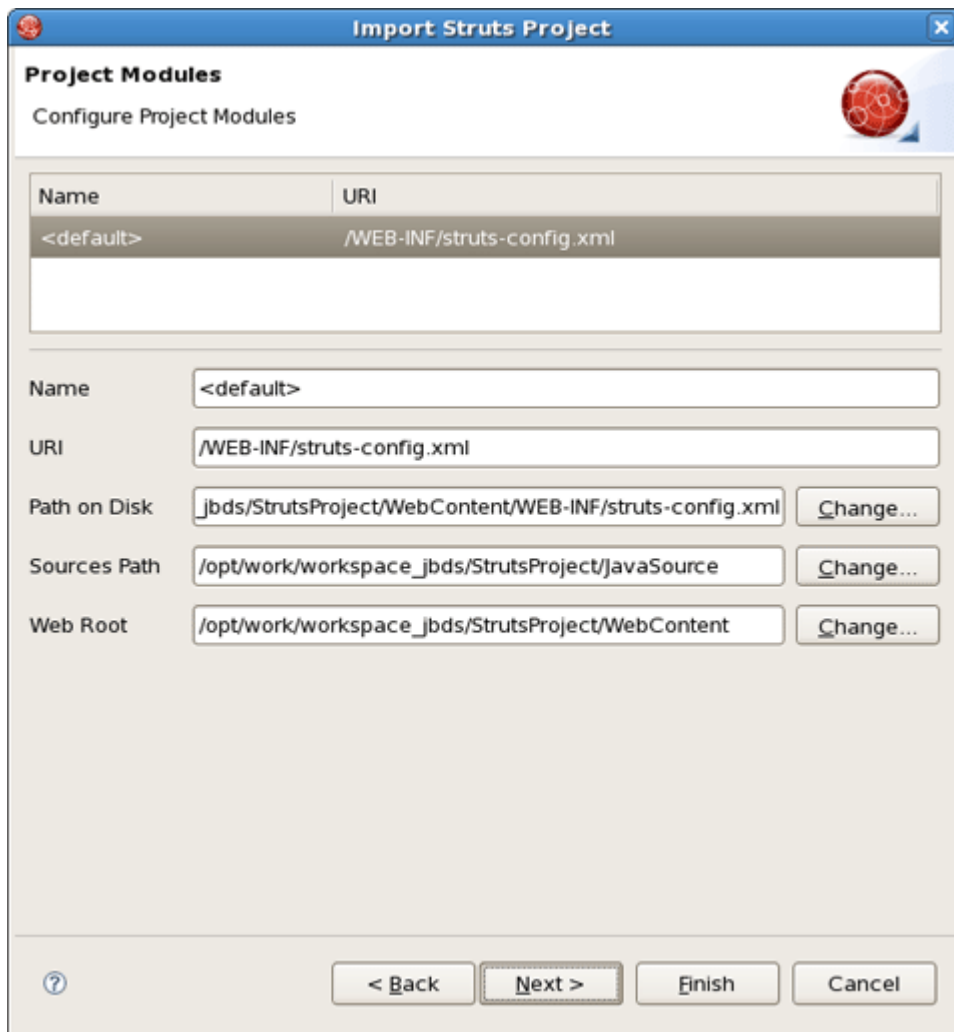 Import Struts Project
Project Modules
Configure Project Modules
Name URI
<default> /WEB-INF/struts-config.xml
Name <default>
URI /WEB-INF/struts-config.xml
Path on Disk _jbds/StrutsProject/WebContent/WEB-INF/struts-config.xml Change...
Sources Path /opt/work/workspace_jbds/StrutsProject/JavaSource Change...
Web Root /opt/work/workspace_jbds/StrutsProject/WebContent Change...
? < Back Next > Finish Cancel